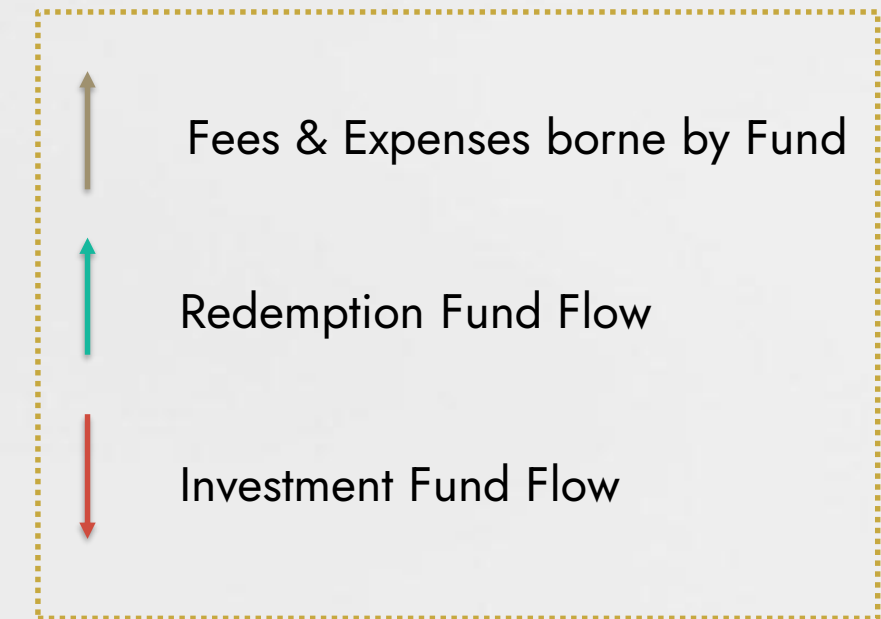 Fees & Expenses borne by Fund
Redemption Fund Flow
Investment Fund Flow